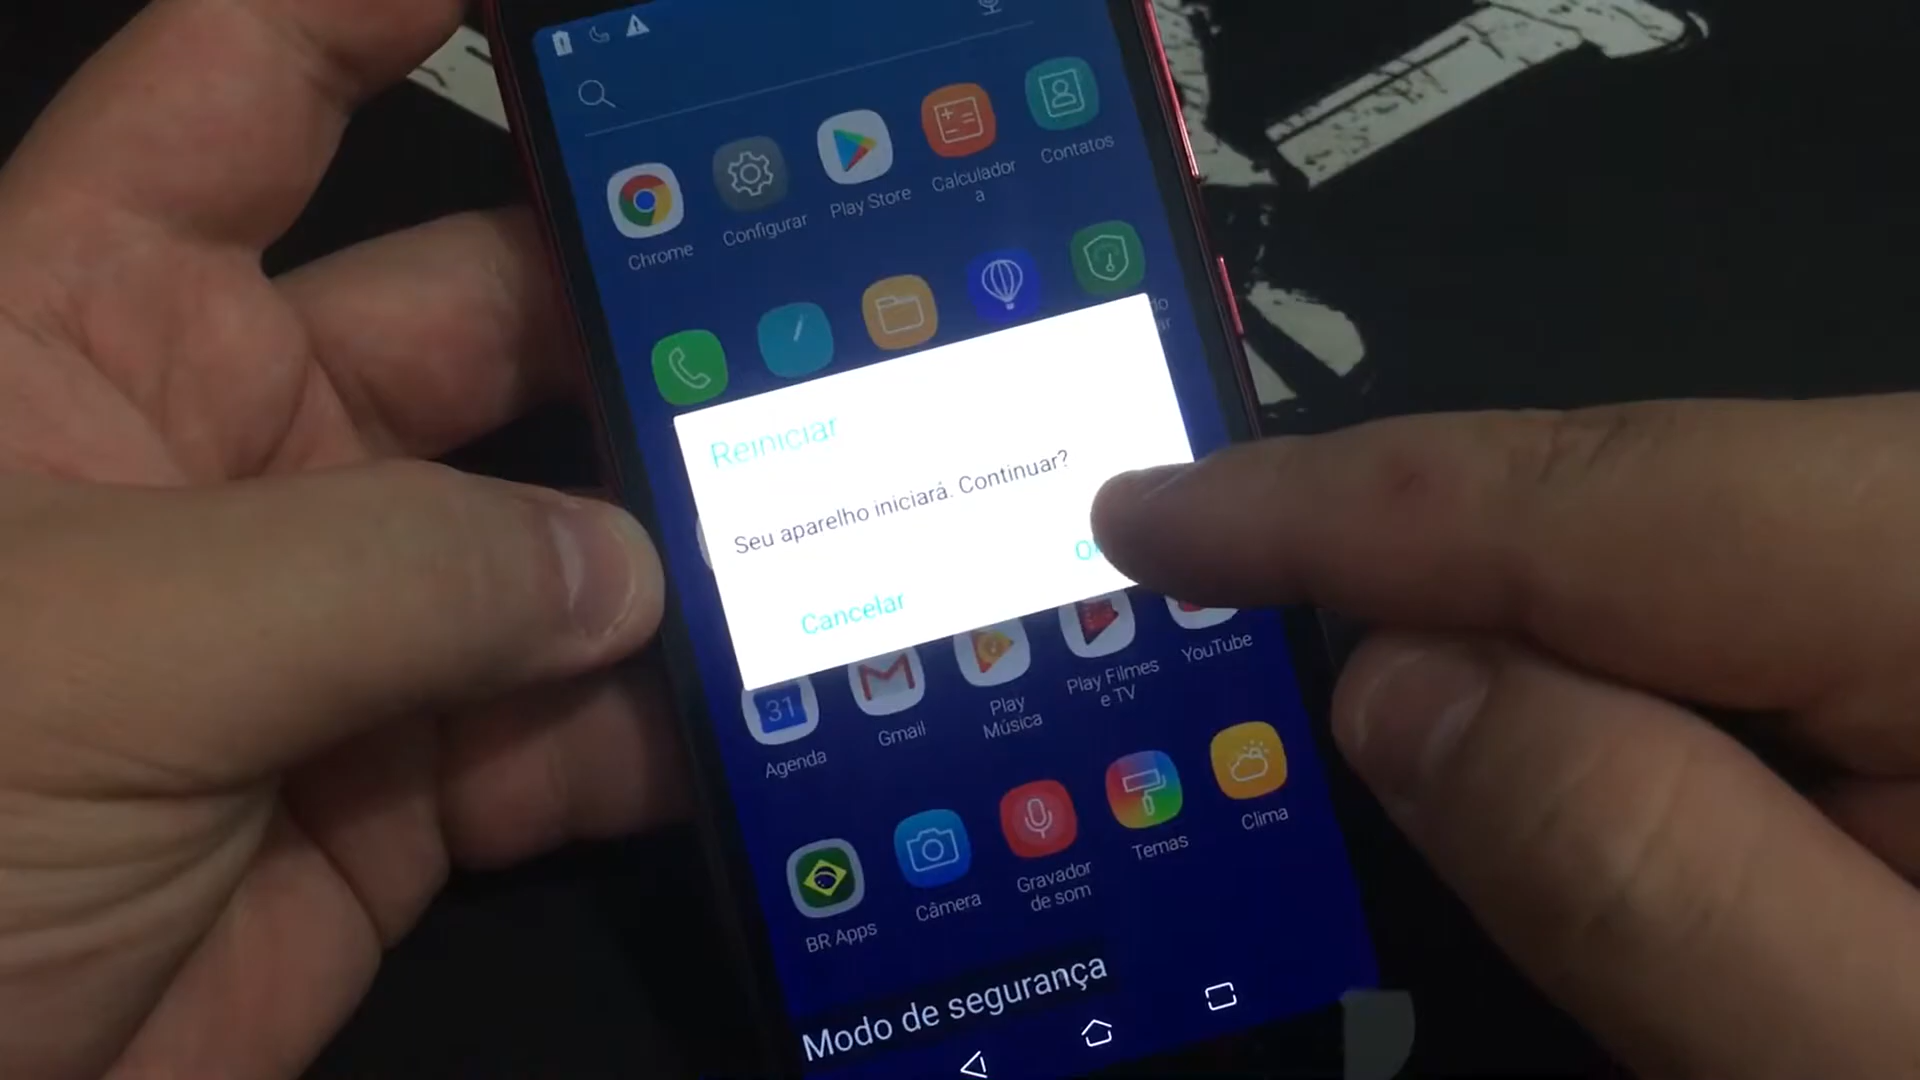 Chrome
Configurar
Play Store
Calculador
a
Contatos
Reiniciar
Seu aparelho iniciará. Continuar?
Cancelar
31
Agenda
Gmail
Play
Música
Play Filmes
e TV
YouTube
BR Apps
Câmera
Gravador
de som
Temas
Clima
Modo de segurança